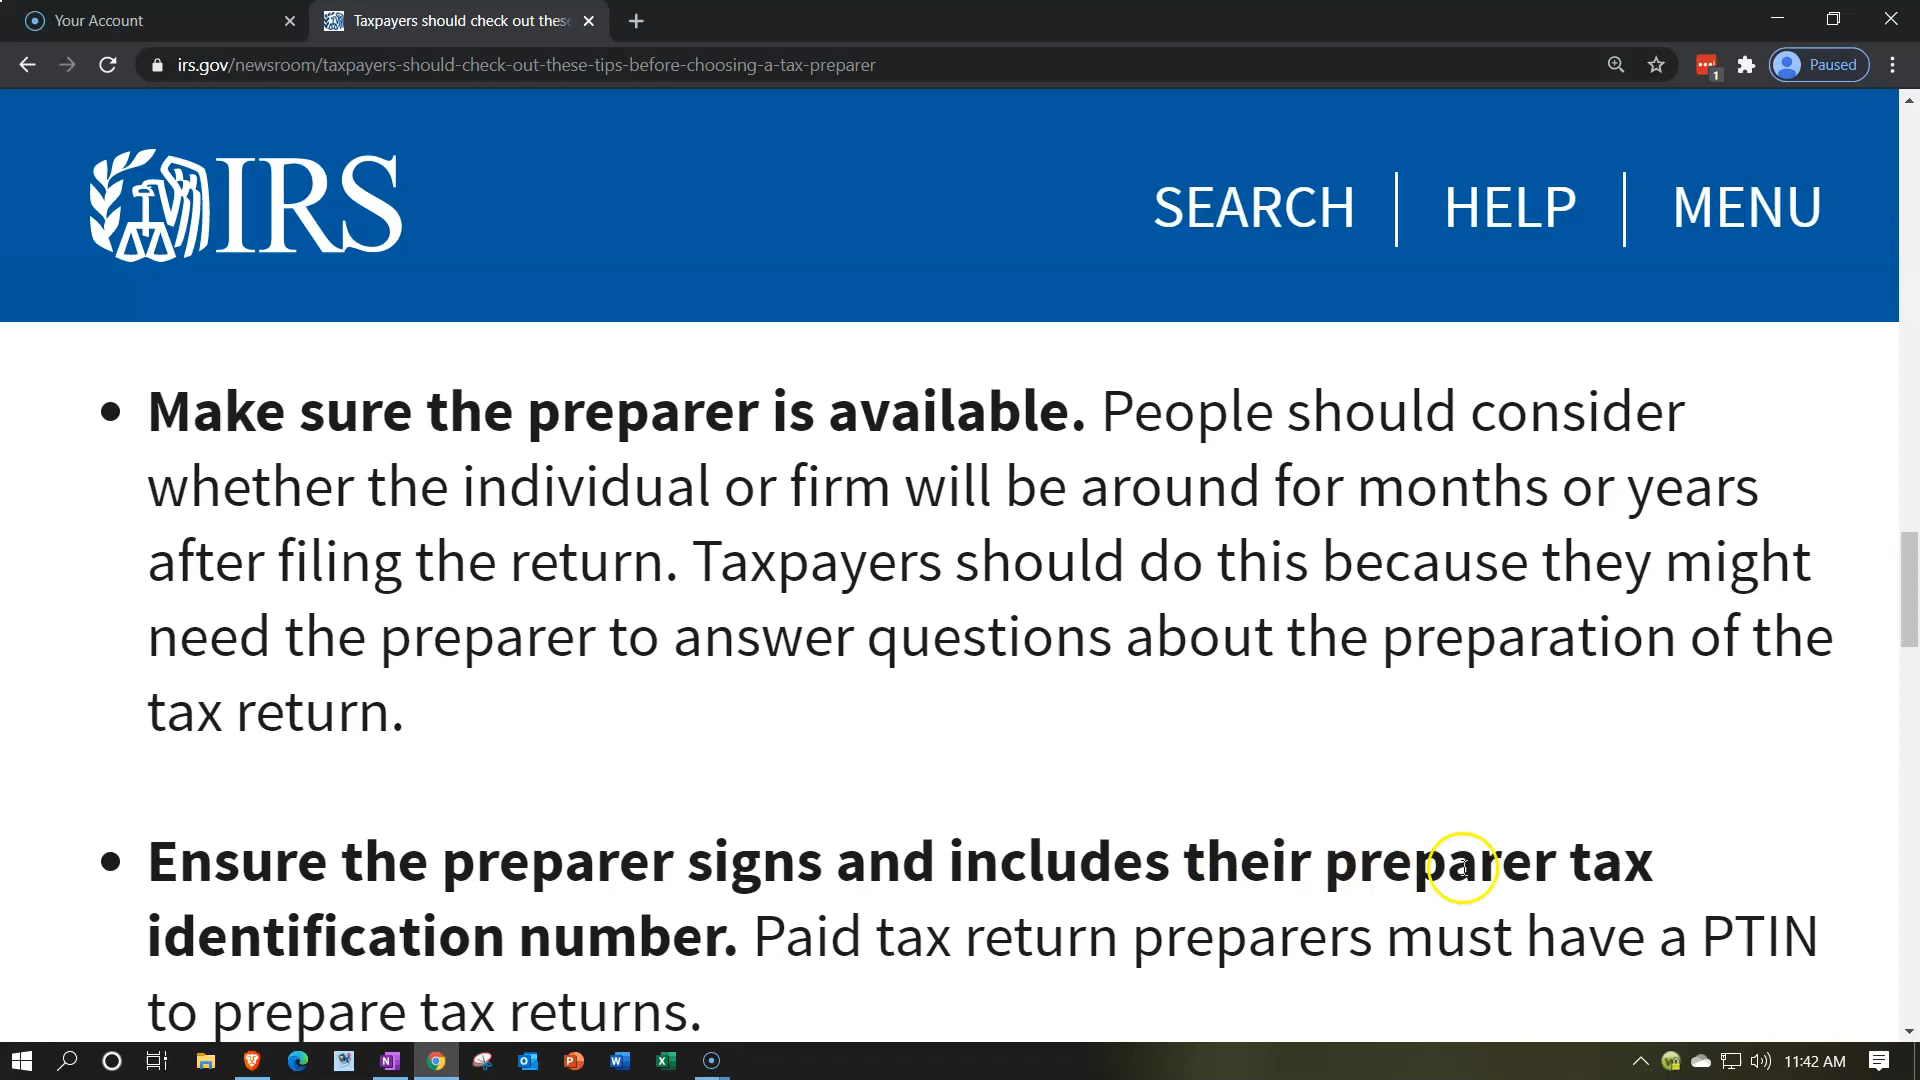 Your Account
Taxpayers should check out these
irs.gov/newsroom/taxpayers-should-check-out-these-tips-before-choosing-a-tax-preparer
1
Paused
IRS
SEARCH
HELP
MENU
• Make sure the preparer is available. People should consider
whether the individual or firm will be around for months or years
after filing the return. Taxpayers should do this because they might
need the preparer to answer questions about the preparation of the
tax return.
• Ensure the preparer signs and includes their preparer tax
identification number. Paid tax return preparers must have a PTIN
to prepare tax returns.
11:42 AM